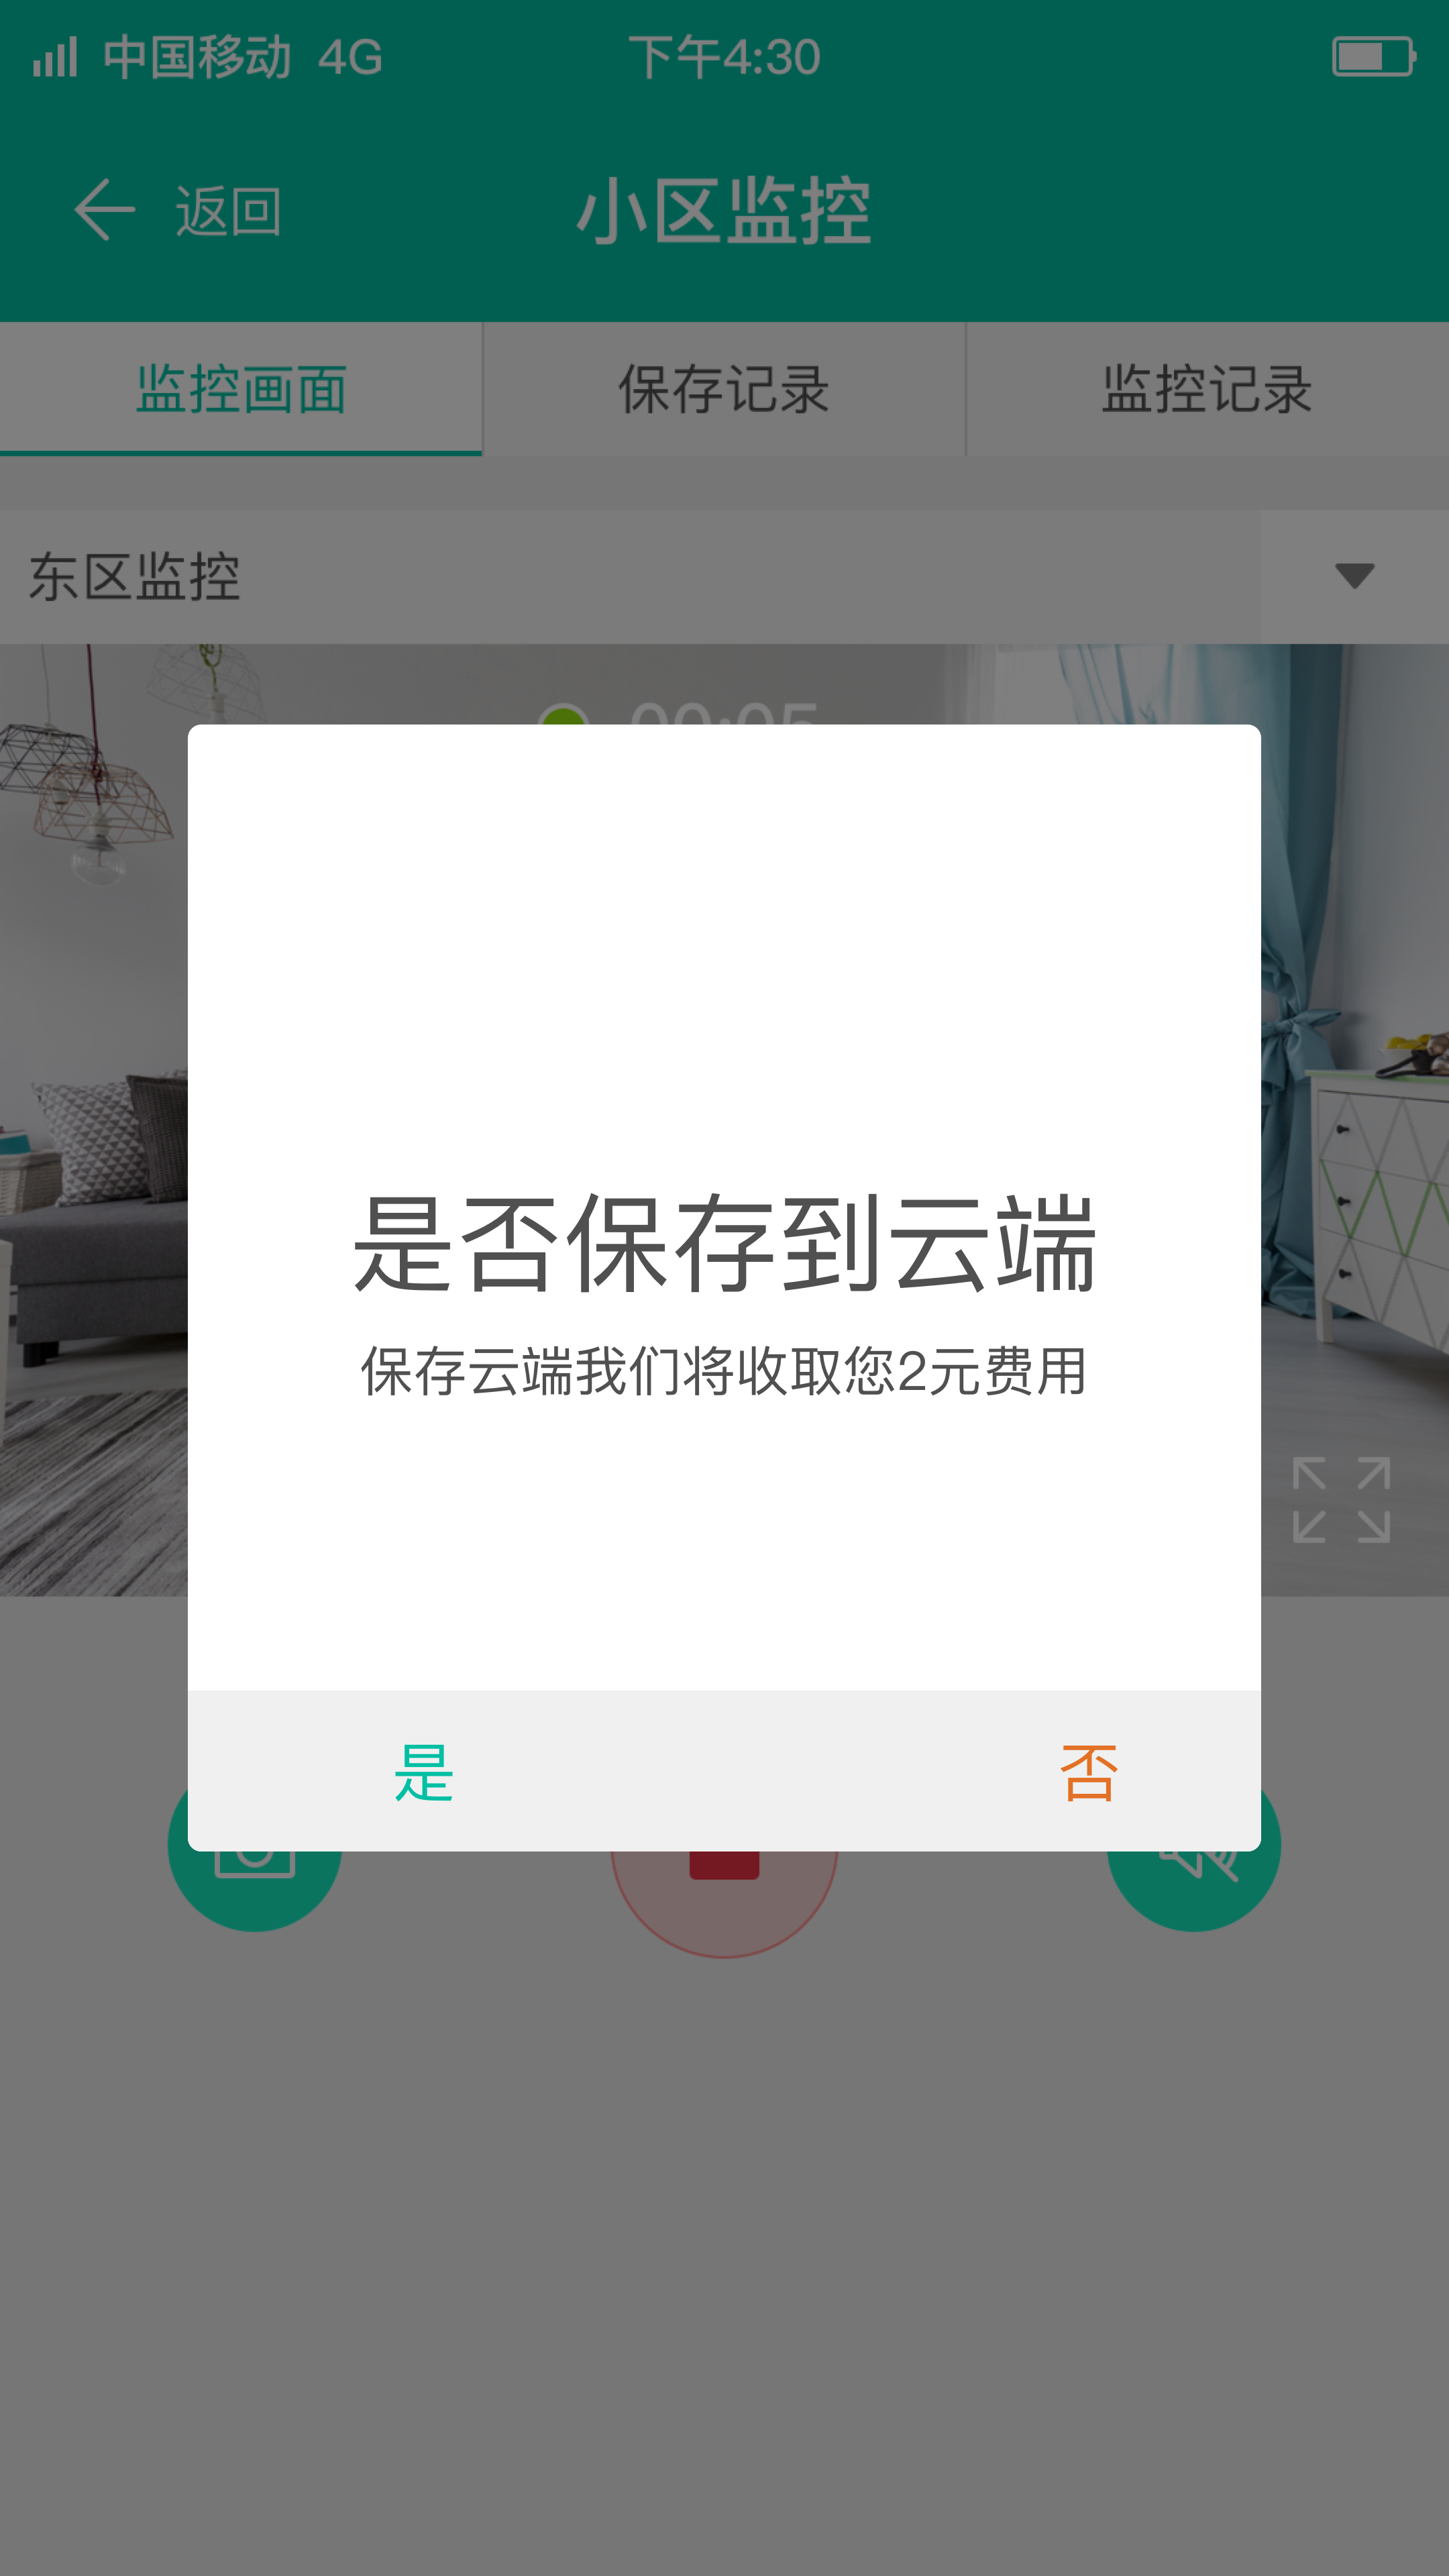 中国移动 4G 下午4:30
返回 小区监控
监控画面 保存记录 监控记录
东区监控
00:05
是否保存到云端
保存云端我们将收取您2元费用
是 否